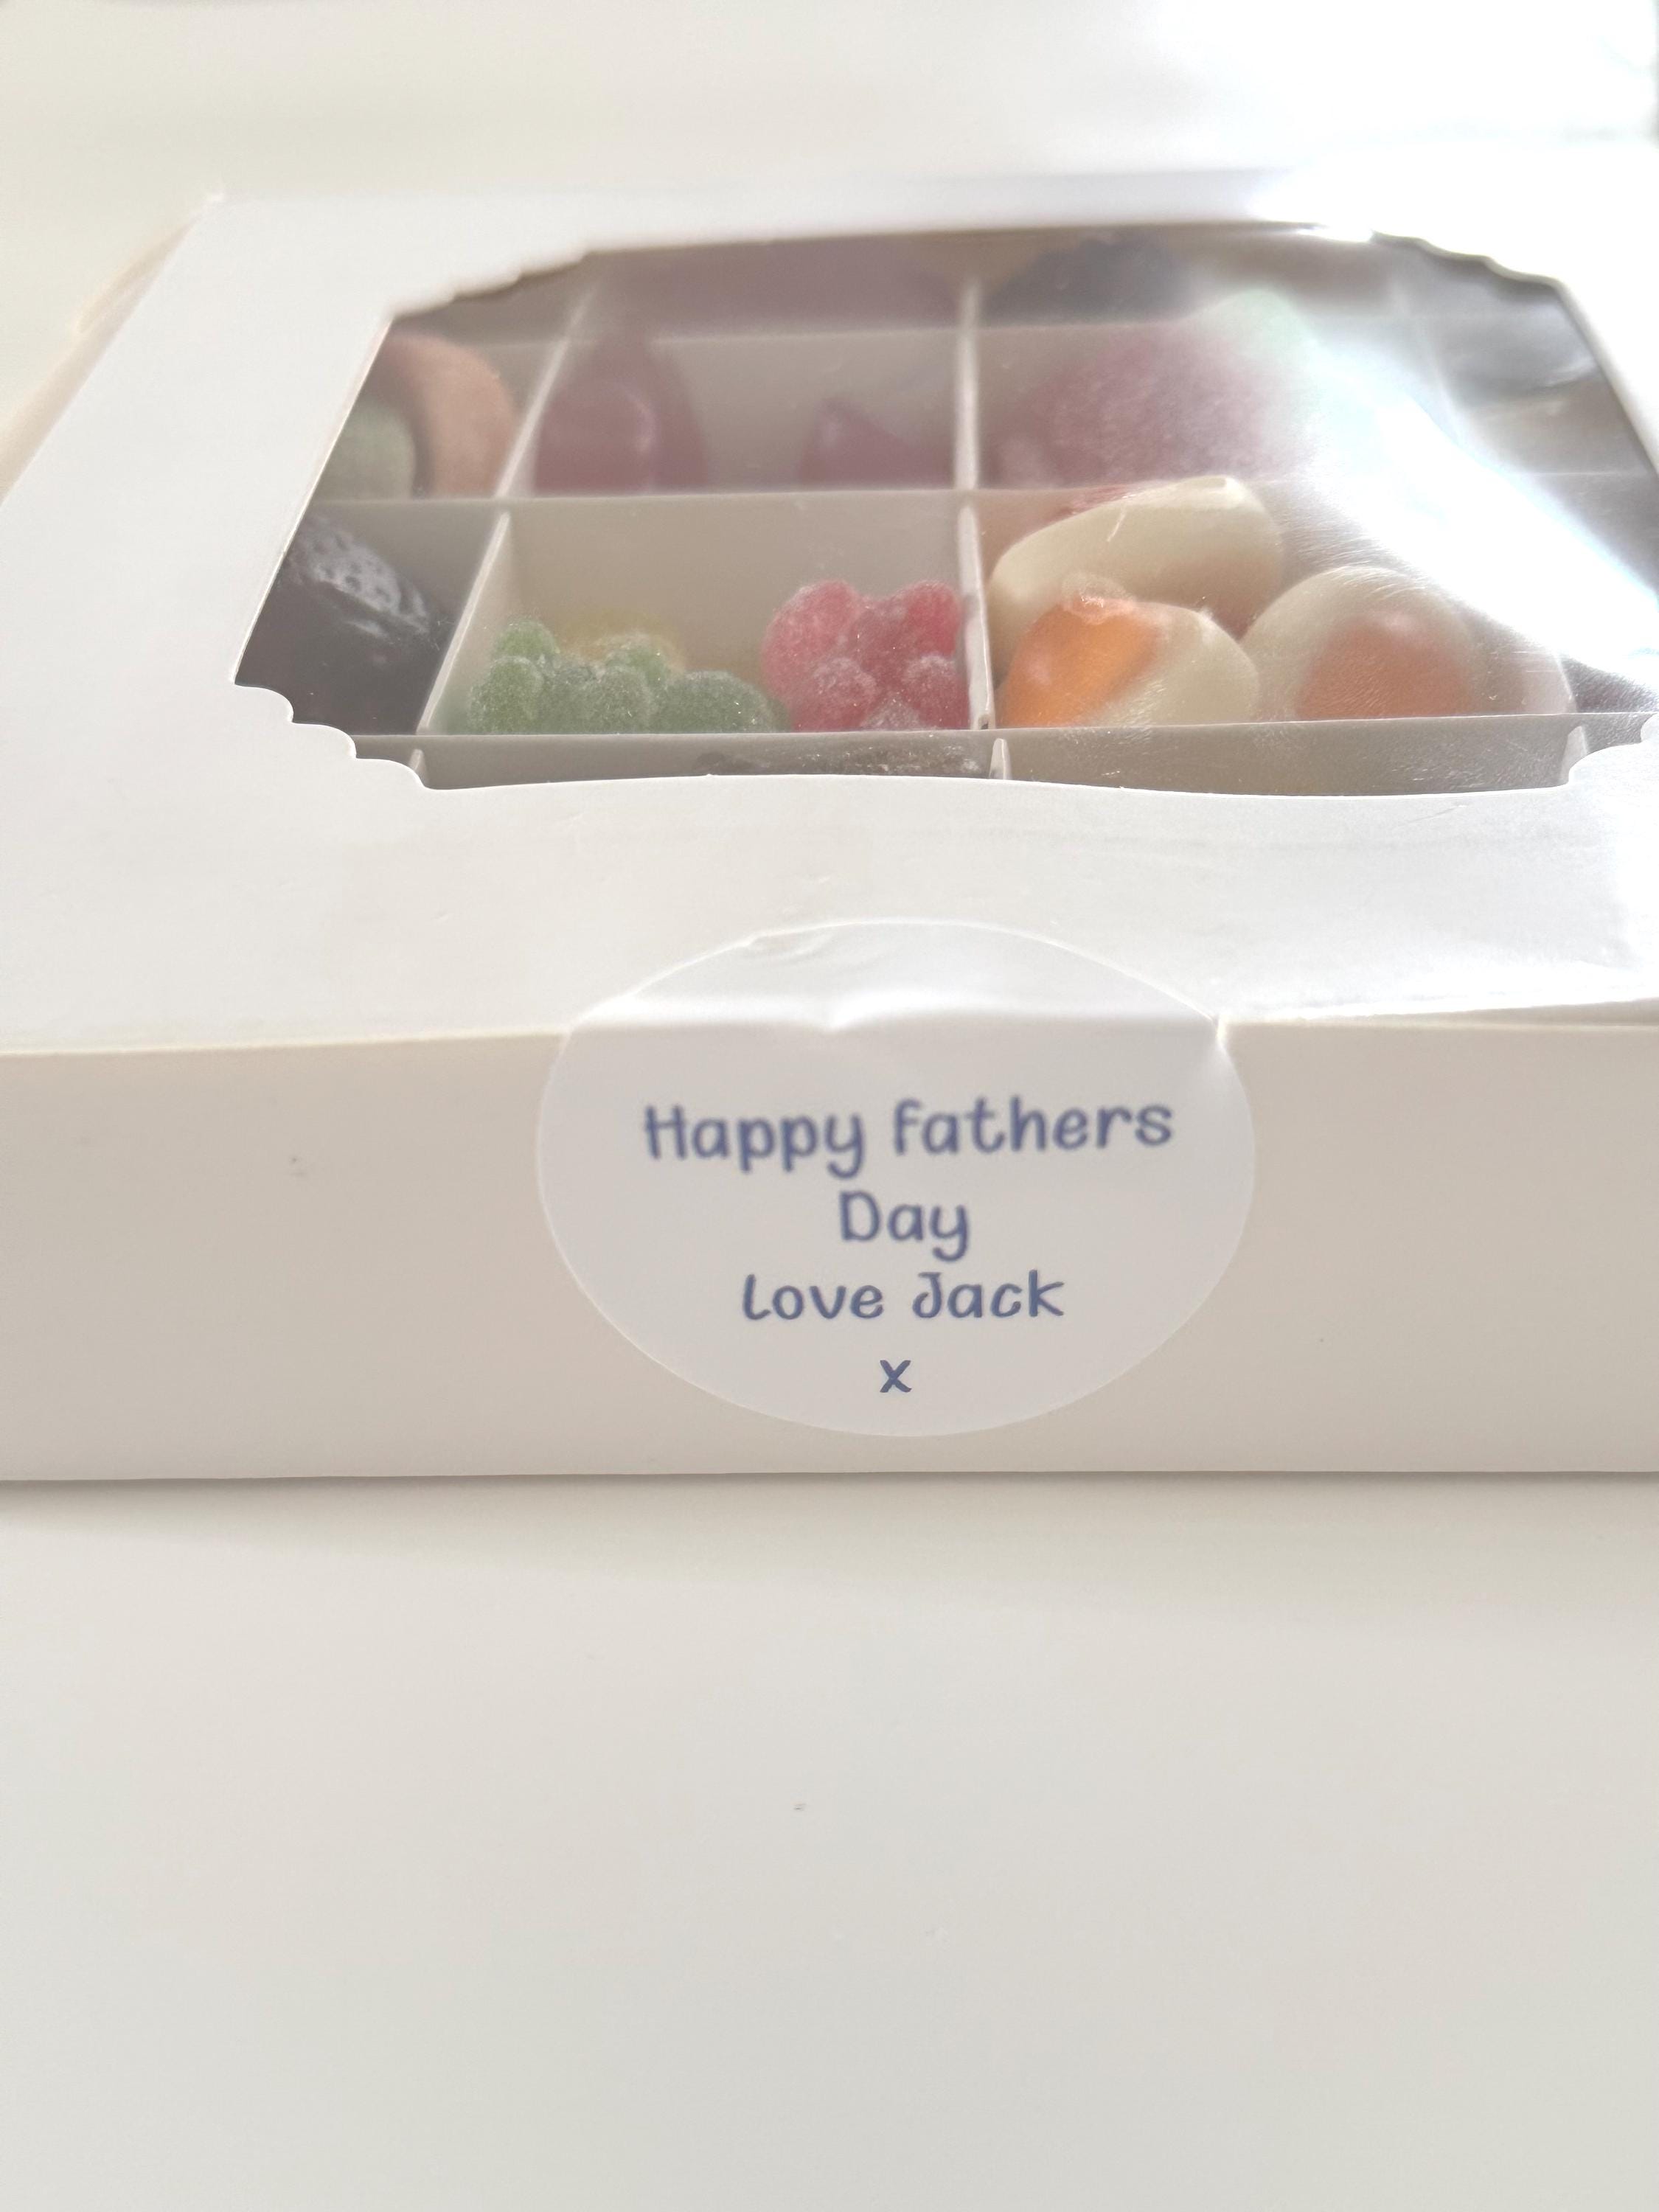 Happy fathers
Day
Love Jack
x